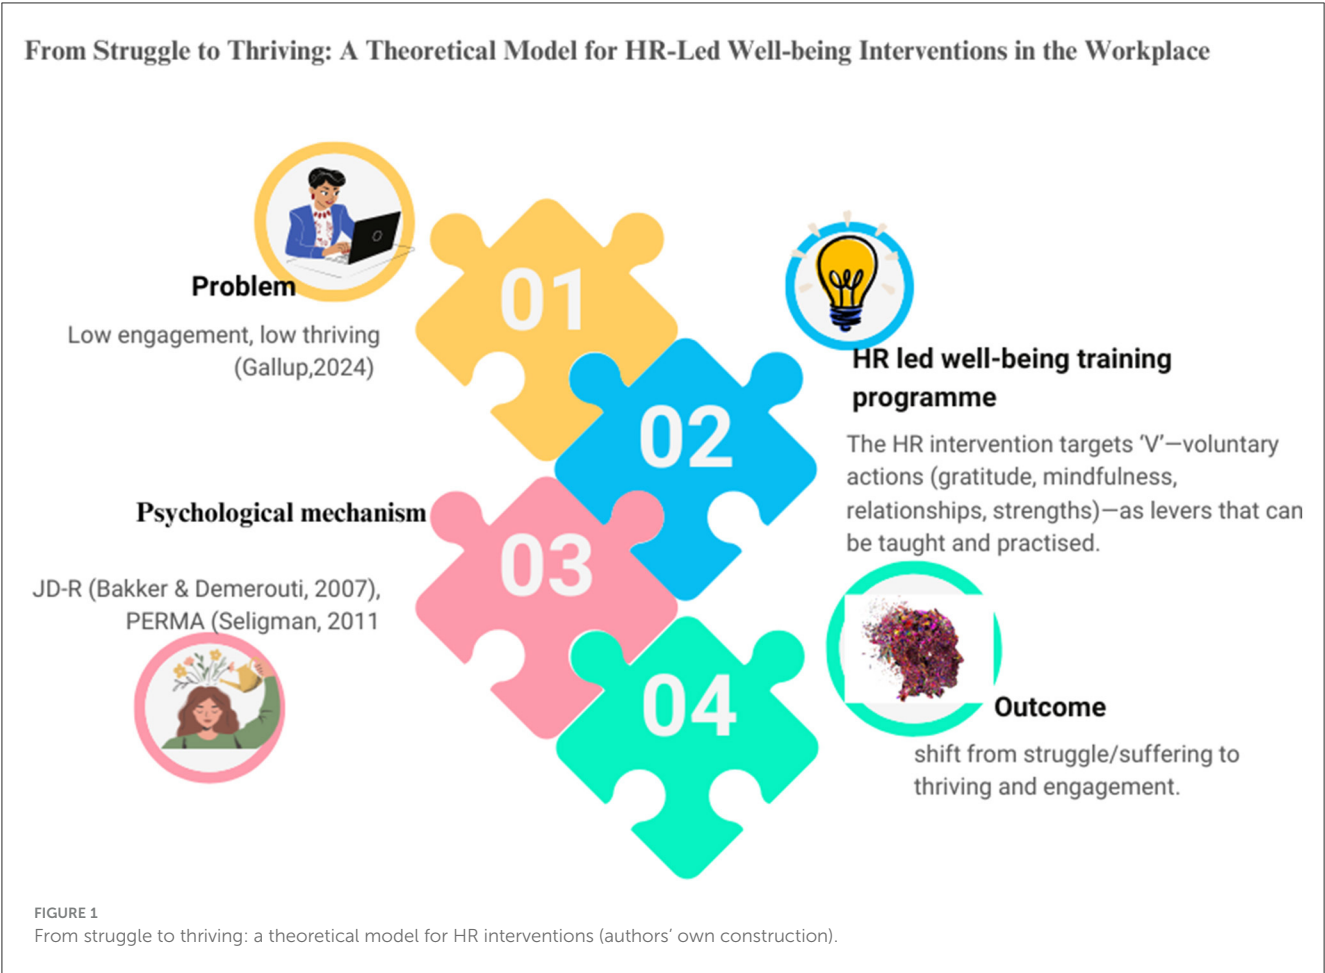 From Struggle to Thriving: A Theoretical Model for HR-Led Well-being Interventions in the Workplace
01
Problem
Low engagement, low thriving
(Gallup,2024)
02
HR led well-being training
programme
The HR intervention targets ‘V’—voluntary
actions (gratitude, mindfulness,
relationships, strengths)—as levers that can
be taught and practised.
03
Psychological mechanism
JD-R (Bakker & Demerouti, 2007),
PERMA (Seligman, 2011
04
Outcome
shift from struggle/suffering to
thriving and engagement.
FIGURE 1
From struggle to thriving: a theoretical model for HR interventions (authors’ own construction).